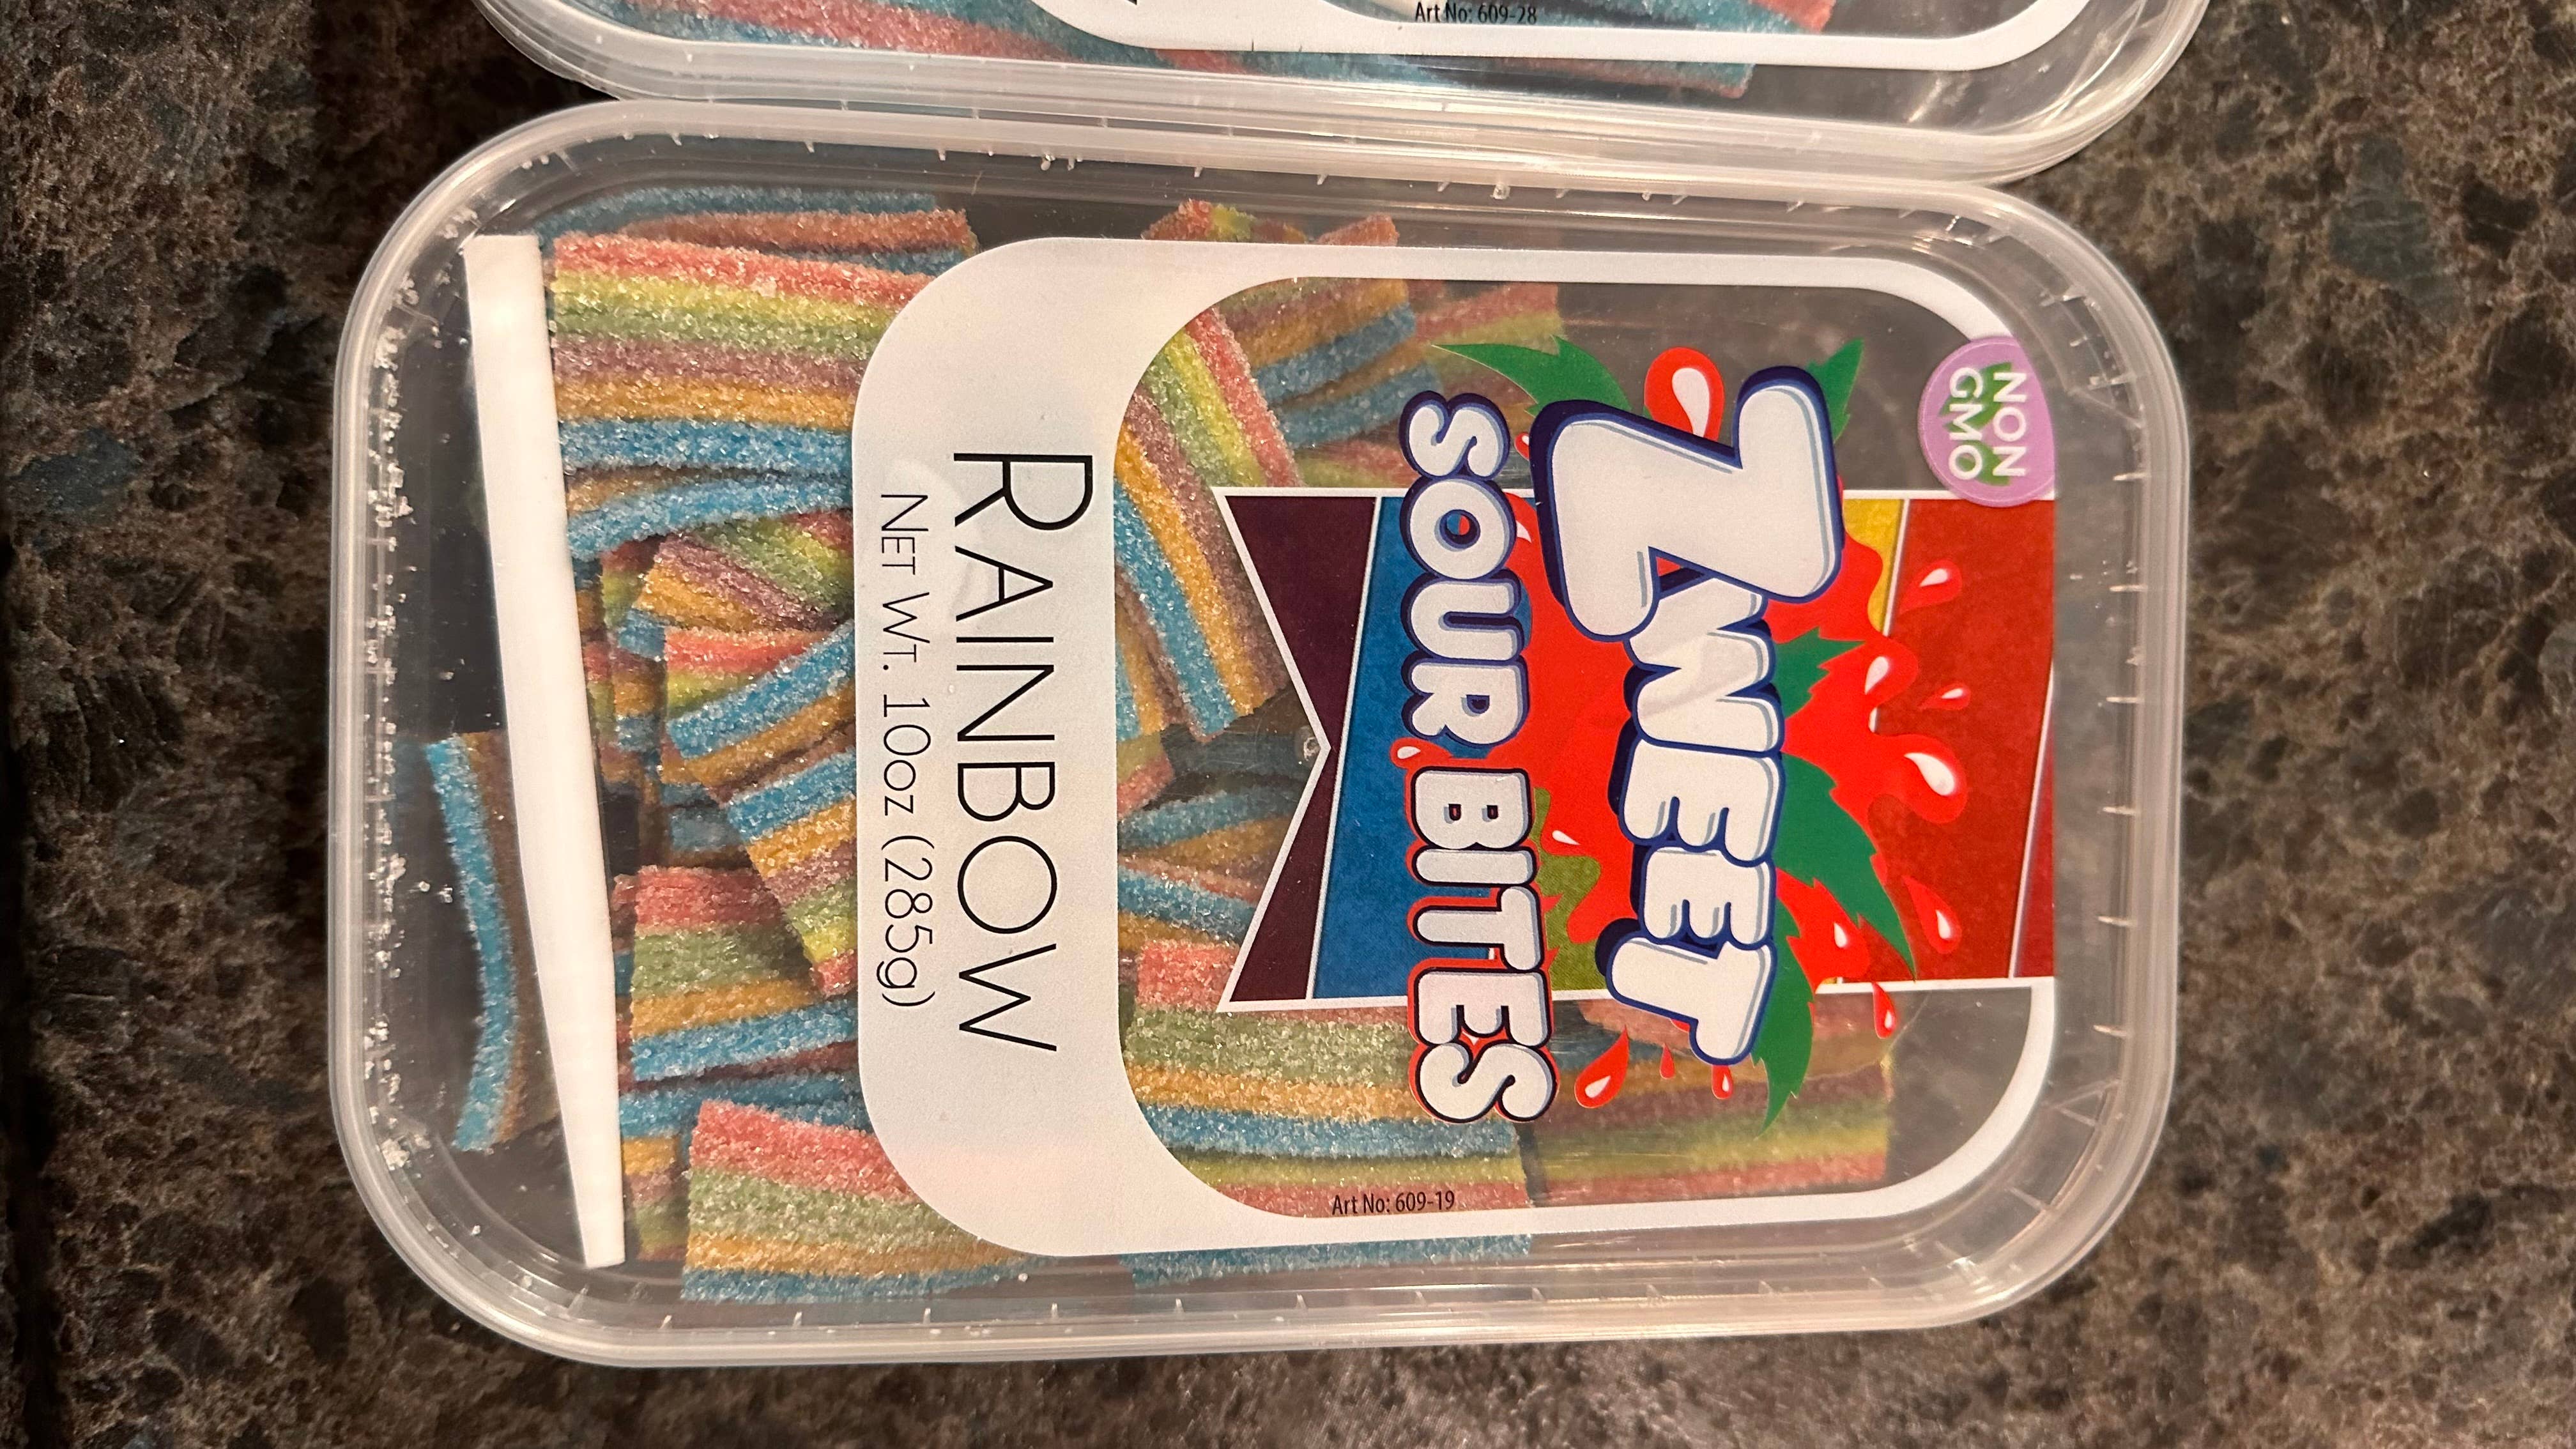 Art No: 609-28
NON
GMO
ZWEET
SOUR BITES
Art No: 609-19
RAINBOW
NET WT. 10oz (285g)